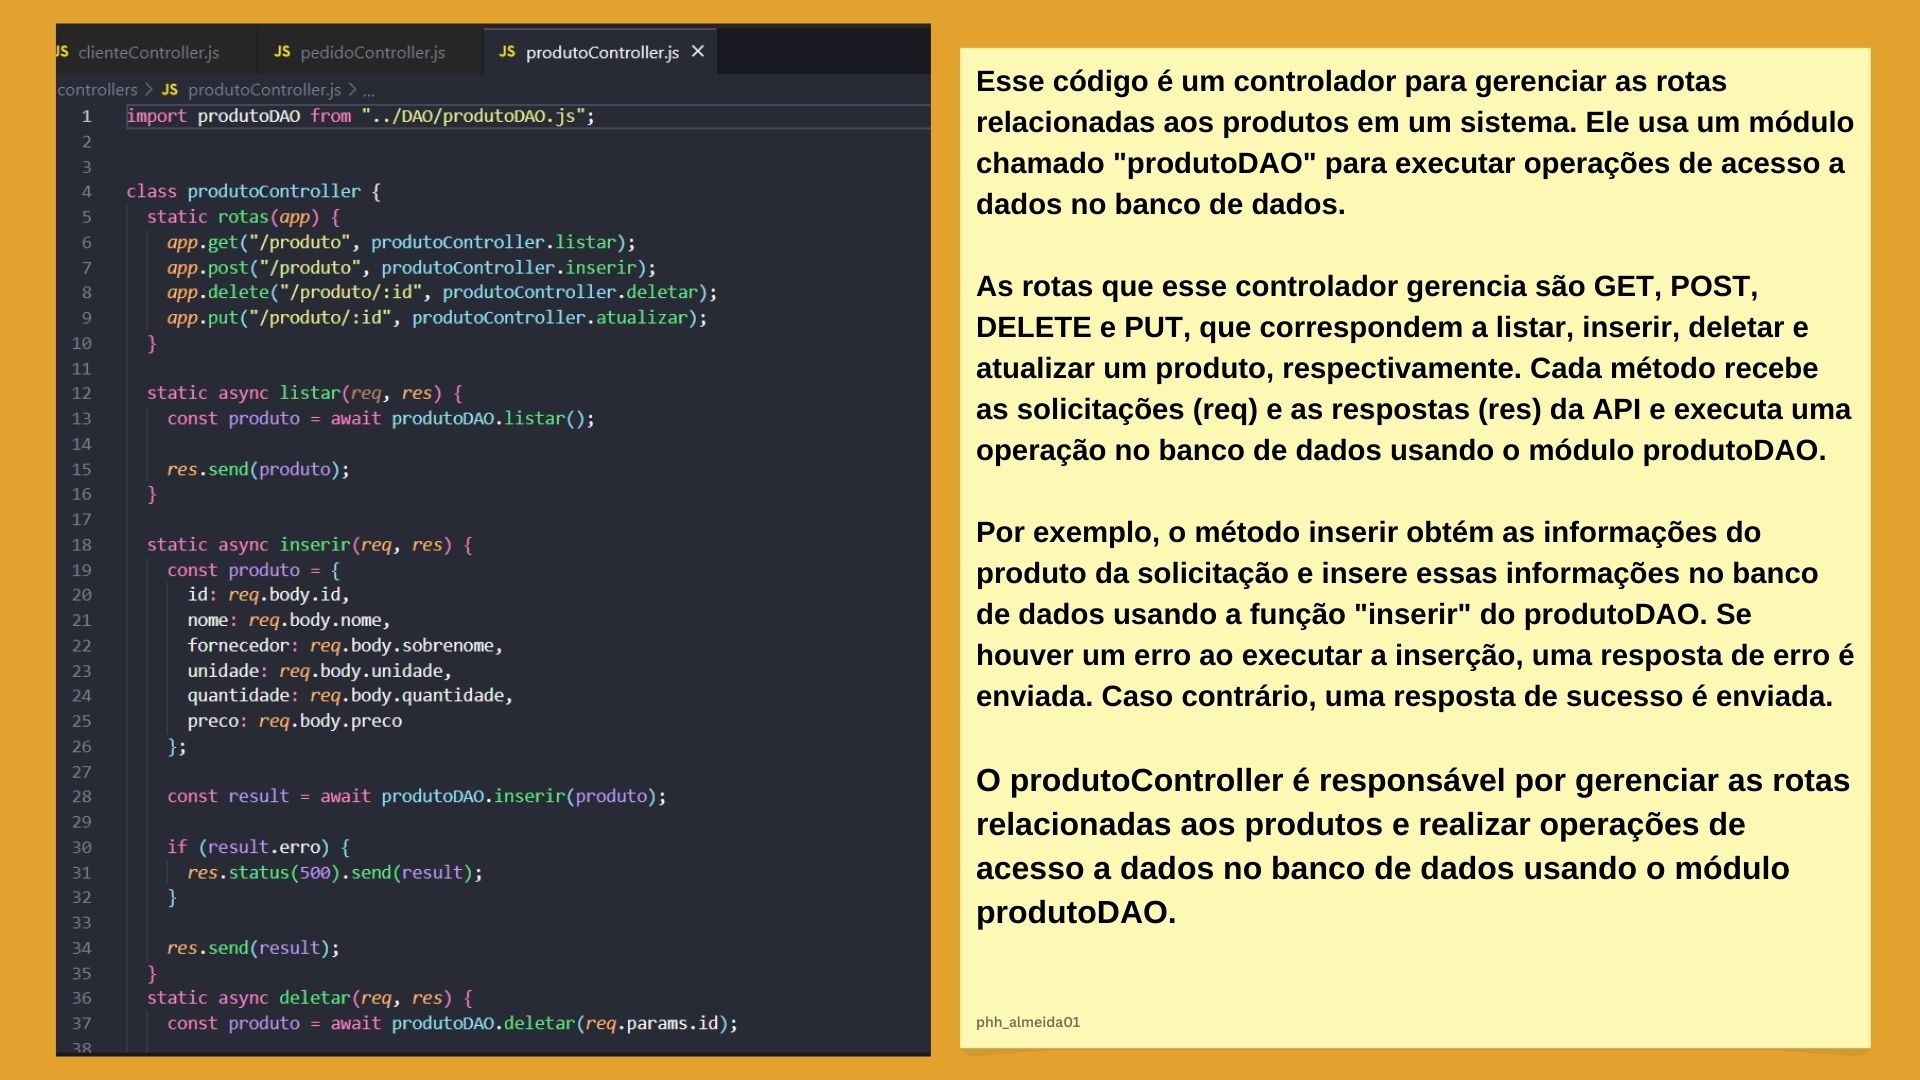 JS clienteController.js JS pedidoController.js JS produtoController.js ✕
controllers > JS produtoController.js > ...
1 import produtoDAO from "../DAO/produtoDAO.js";
2
3
4 class produtoController {
5 static rotas(app) {
6 app.get("/produto", produtoController.listar);
7 app.post("/produto", produtoController.inserir);
8 app.delete("/produto/:id", produtoController.deletar);
9 app.put("/produto/:id", produtoController.atualizar);
10 }
11
12 static async listar(req, res) {
13 const produto = await produtoDAO.listar();
14
15 res.send(produto);
16 }
17
18 static async inserir(req, res) {
19 const produto = {
20 id: req.body.id,
21 nome: req.body.nome,
22 fornecedor: req.body.sobrenome,
23 unidade: req.body.unidade,
24 quantidade: req.body.quantidade,
25 preco: req.body.preco
26 };
27
28 const result = await produtoDAO.inserir(produto);
29
30 if (result.erro) {
31 res.status(500).send(result);
32 }
33
34 res.send(result);
35 }
36 static async deletar(req, res) {
37 const produto = await produtoDAO.deletar(req.params.id);
38
Esse código é um controlador para gerenciar as rotas
relacionadas aos produtos em um sistema. Ele usa um módulo
chamado "produtoDAO" para executar operações de acesso a
dados no banco de dados.
As rotas que esse controlador gerencia são GET, POST,
DELETE e PUT, que correspondem a listar, inserir, deletar e
atualizar um produto, respectivamente. Cada método recebe
as solicitações (req) e as respostas (res) da API e executa uma
operação no banco de dados usando o módulo produtoDAO.
Por exemplo, o método inserir obtém as informações do
produto da solicitação e insere essas informações no banco
de dados usando a função "inserir" do produtoDAO. Se
houver um erro ao executar a inserção, uma resposta de erro é
enviada. Caso contrário, uma resposta de sucesso é enviada.
O produtoController é responsável por gerenciar as rotas
relacionadas aos produtos e realizar operações de
acesso a dados no banco de dados usando o módulo
produtoDAO.
phh_almeida01